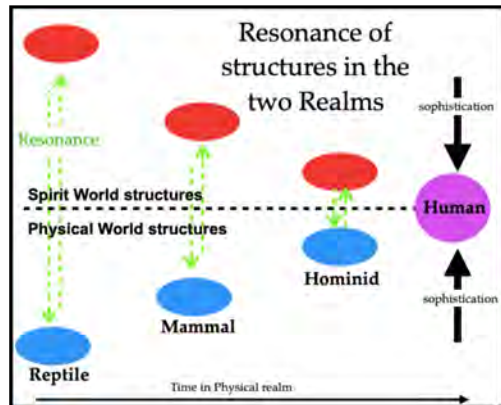 Resonance of
structures in the
two Realms
sophistication
Resonance
Spirit World structures
Physical World structures
Human
Hominid
Mammal
sophistication
Reptile
Time in Physical realm